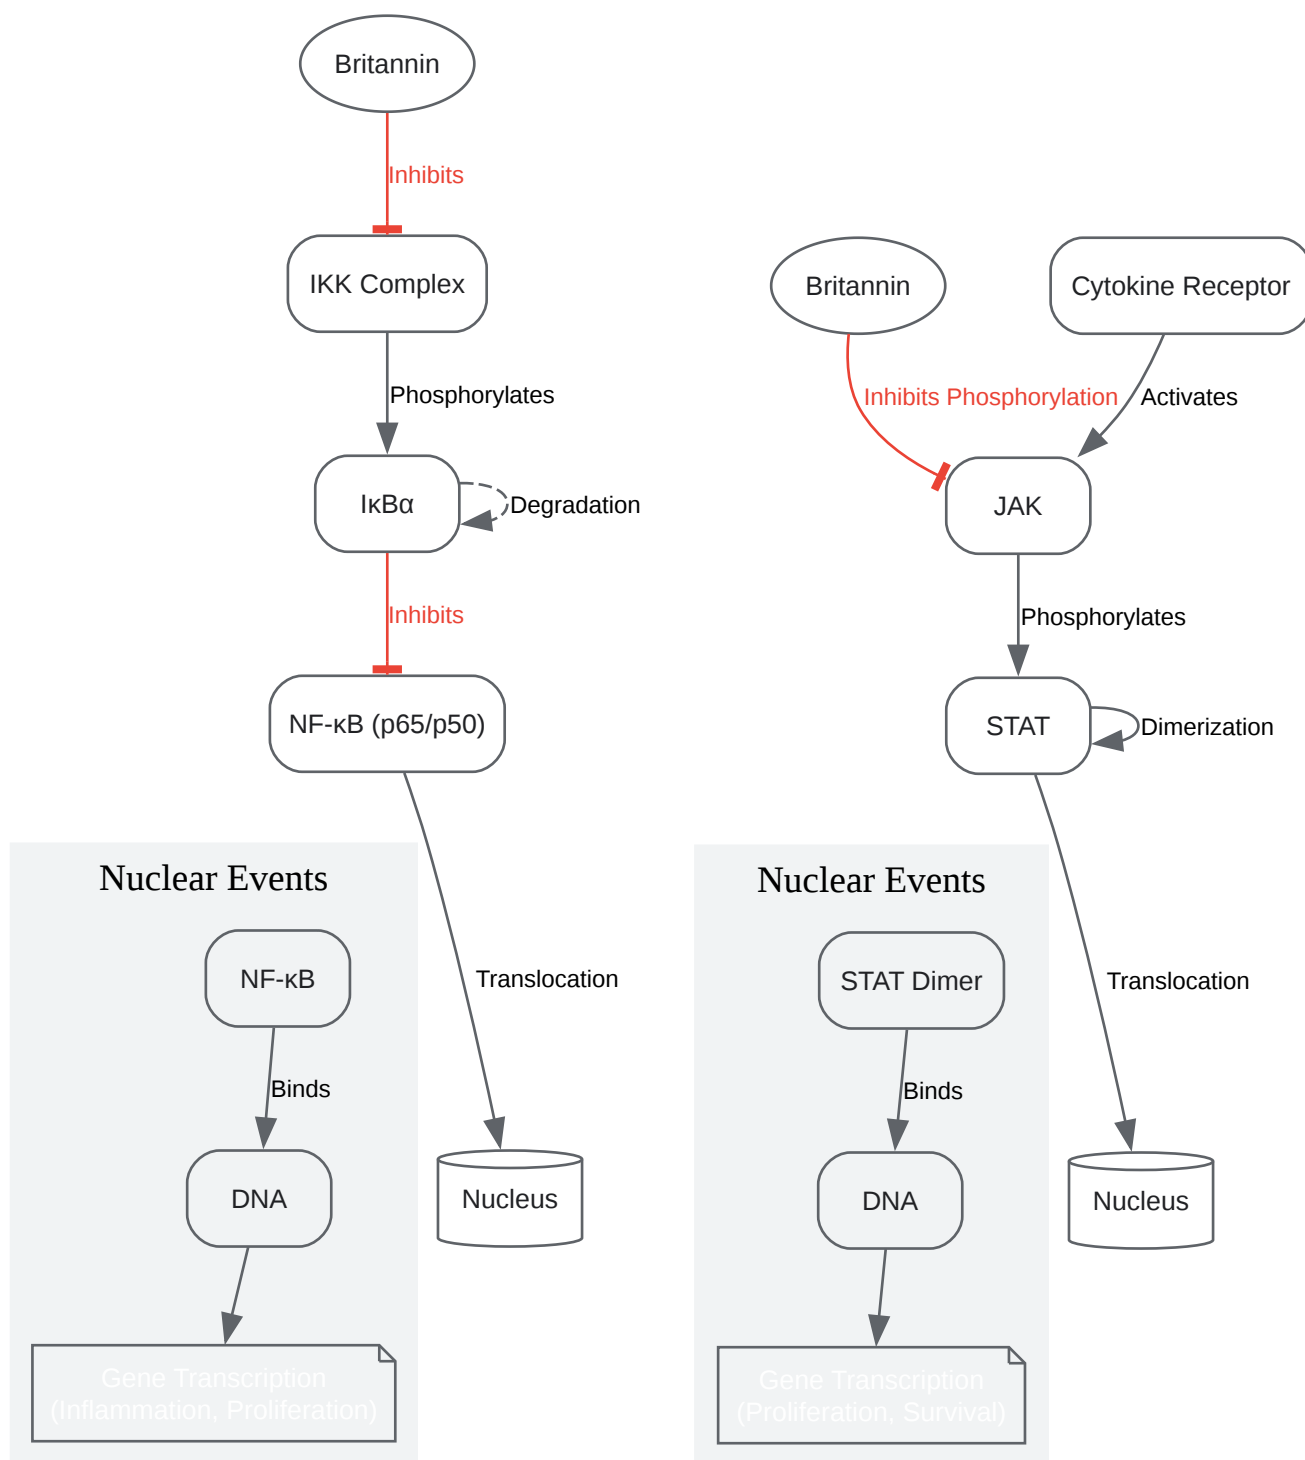 Britannin
Inhibits
IKK Complex
Phosphorylates
IκBα
Degradation
Inhibits
NF-κB (p65/p50)
Translocation
Nuclear Events
NF-κB
Binds
DNA
Nucleus
Gene Transcription
(Inflammation, Proliferation)
Britannin
Cytokine Receptor
Inhibits Phosphorylation
Activates
JAK
Phosphorylates
STAT
Dimerization
Translocation
Nuclear Events
STAT Dimer
Binds
DNA
Nucleus
Gene Transcription
(Proliferation, Survival)